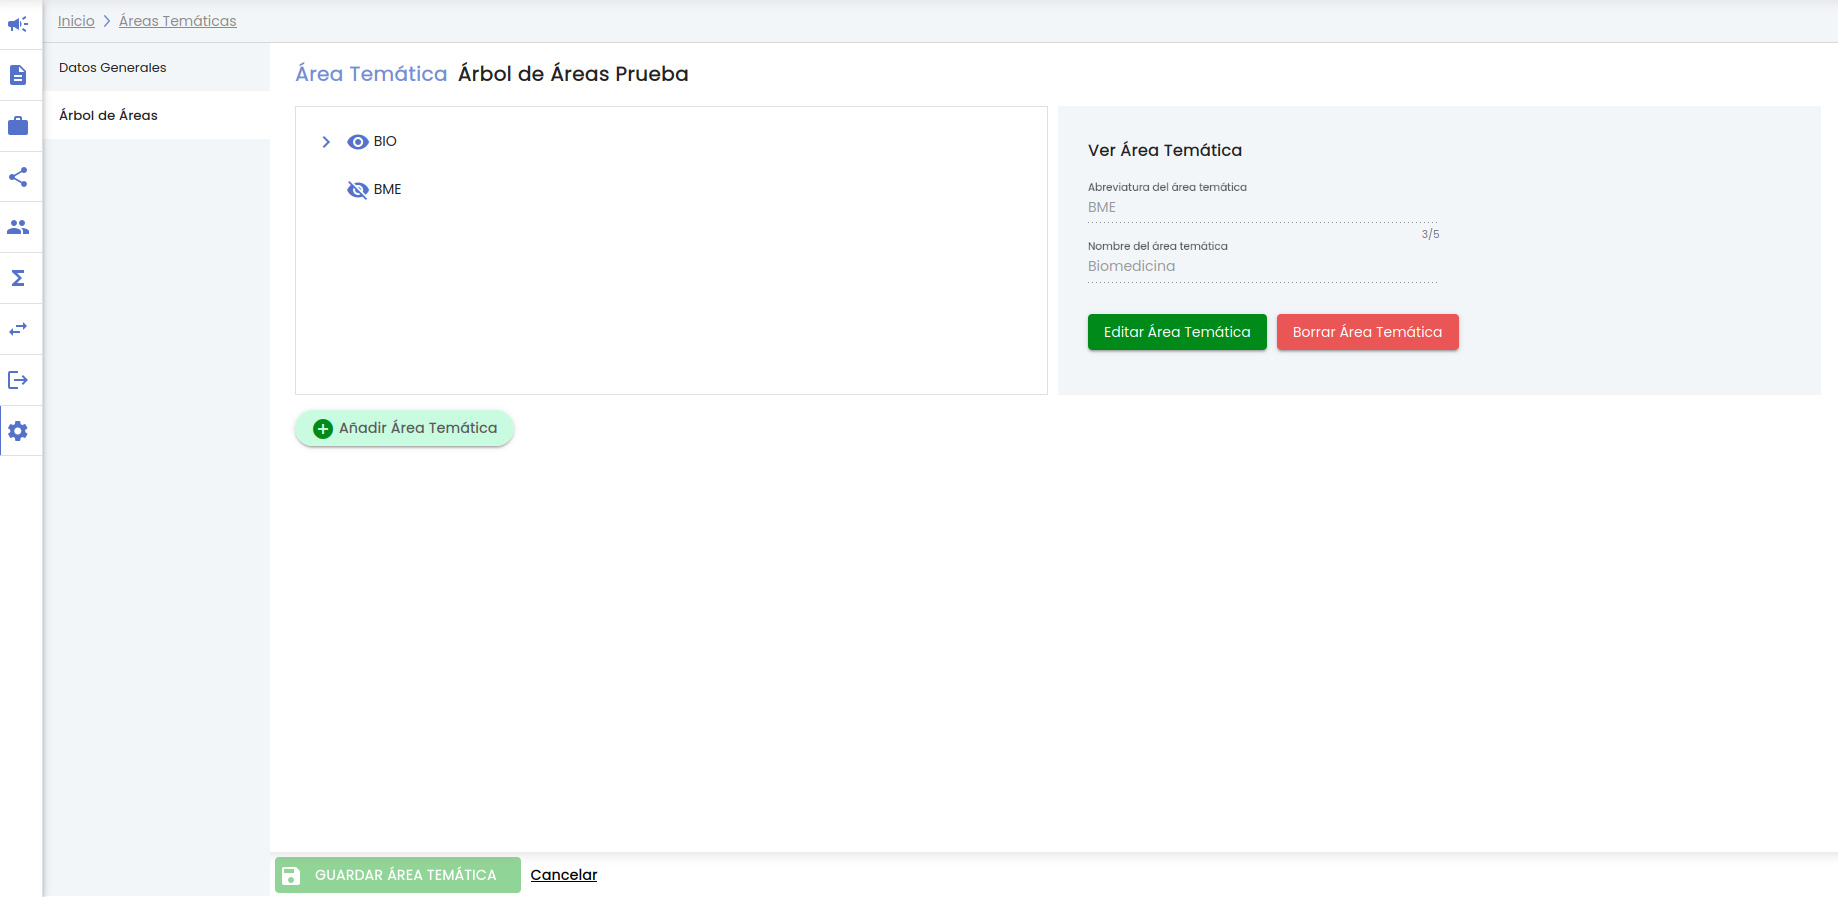 Inicio > Áreas Temáticas
Datos Generales
Árbol de Áreas
Área Temática Árbol de Áreas Prueba
BIO
BME
Ver Área Temática
Abreviatura del área temática
BME
3/5
Nombre del área temática
Biomedicina
Editar Área Temática Borrar Área Temática
Añadir Área Temática
GUARDAR ÁREA TEMÁTICA Cancelar